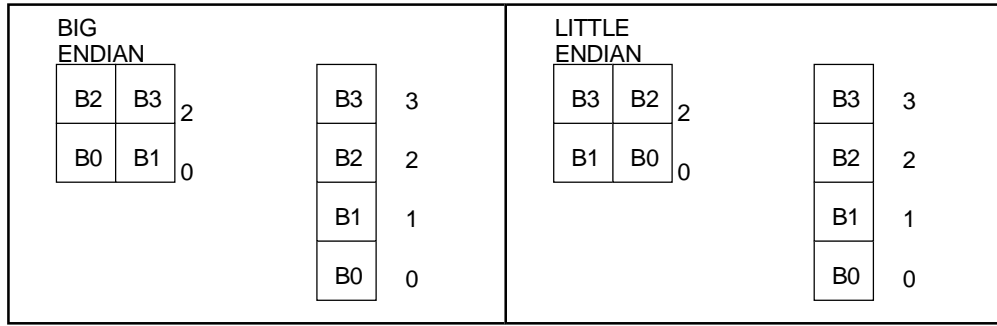 BIG
ENDIAN
B2 B3 2
B0 B1 0
B3 3
B2 2
B1 1
B0 0
LITTLE
ENDIAN
B3 B2 2
B1 B0 0
B3 3
B2 2
B1 1
B0 0